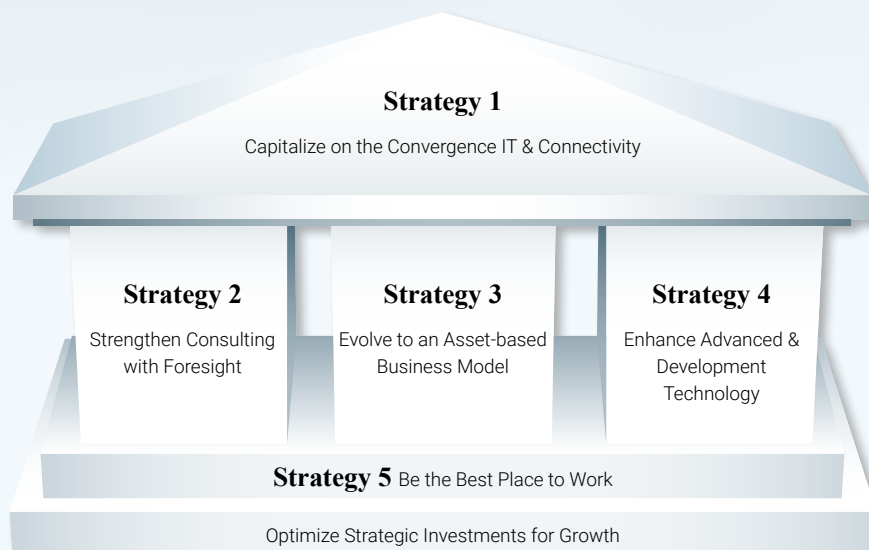 Strategy 1
Capitalize on the Convergence IT & Connectivity
Strategy 2
Strengthen Consulting
with Foresight
Strategy 3
Evolve to an Asset-based
Business Model
Strategy 4
Enhance Advanced &
Development
Technology
Strategy 5 Be the Best Place to Work
Optimize Strategic Investments for Growth